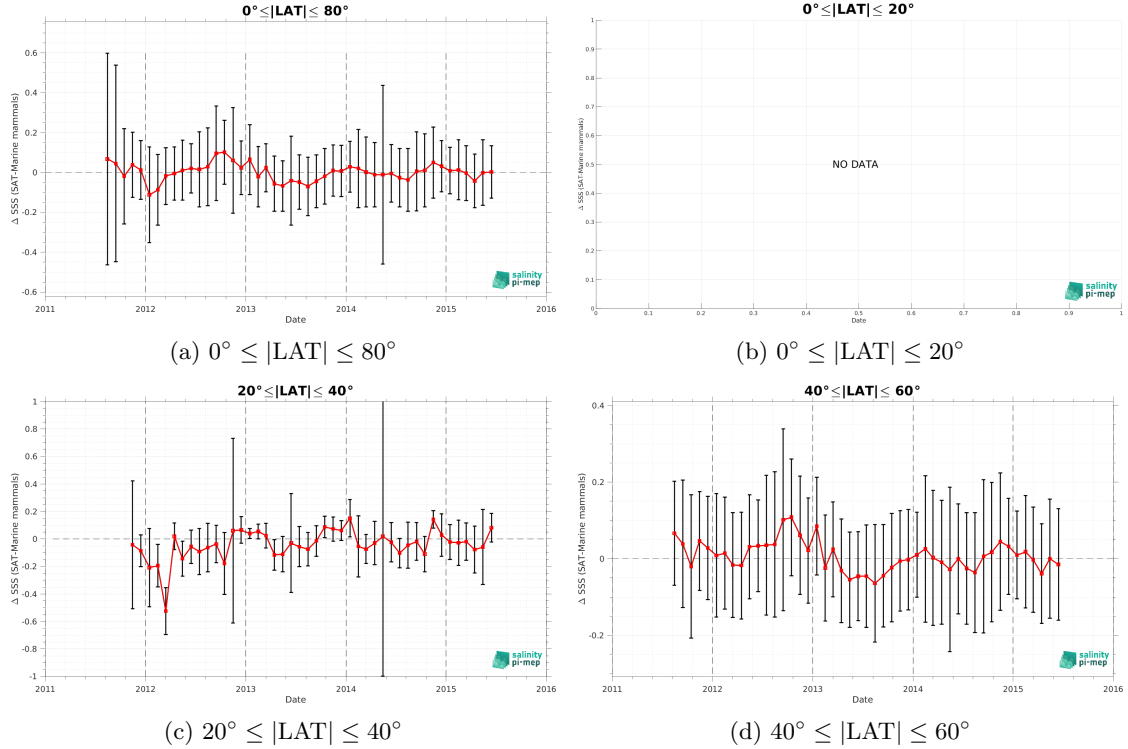 0°≤|LAT|≤ 80°
Δ SSS (SAT-Marine mammals)
0.6
0.4
0.2
0
-0.2
-0.4
-0.6
2011 2012 2013 2014 2015 2016
Date
salinity
pi-mep
(a) 0° ≤ |LAT| ≤ 80°
0°≤|LAT|≤ 20°
Δ SSS (SAT-Marine mammals)
1
0.9
0.8
0.7
0.6
0.5
0.4
0.3
0.2
0.1
0
NO DATA
0 0.1 0.2 0.3 0.4 0.5 0.6 0.7 0.8 0.9 1
Date
salinity
pi-mep
(b) 0° ≤ |LAT| ≤ 20°
20°≤|LAT|≤ 40°
Δ SSS (SAT-Marine mammals)
1
0.8
0.6
0.4
0.2
0
-0.2
-0.4
-0.6
-0.8
-1
2011 2012 2013 2014 2015 2016
Date
salinity
pi-mep
(c) 20° ≤ |LAT| ≤ 40°
40°≤|LAT|≤ 60°
Δ SSS (SAT-Marine mammals)
0.4
0.2
0
-0.2
2011 2012 2013 2014 2015 2016
Date
salinity
pi-mep
(d) 40° ≤ |LAT| ≤ 60°